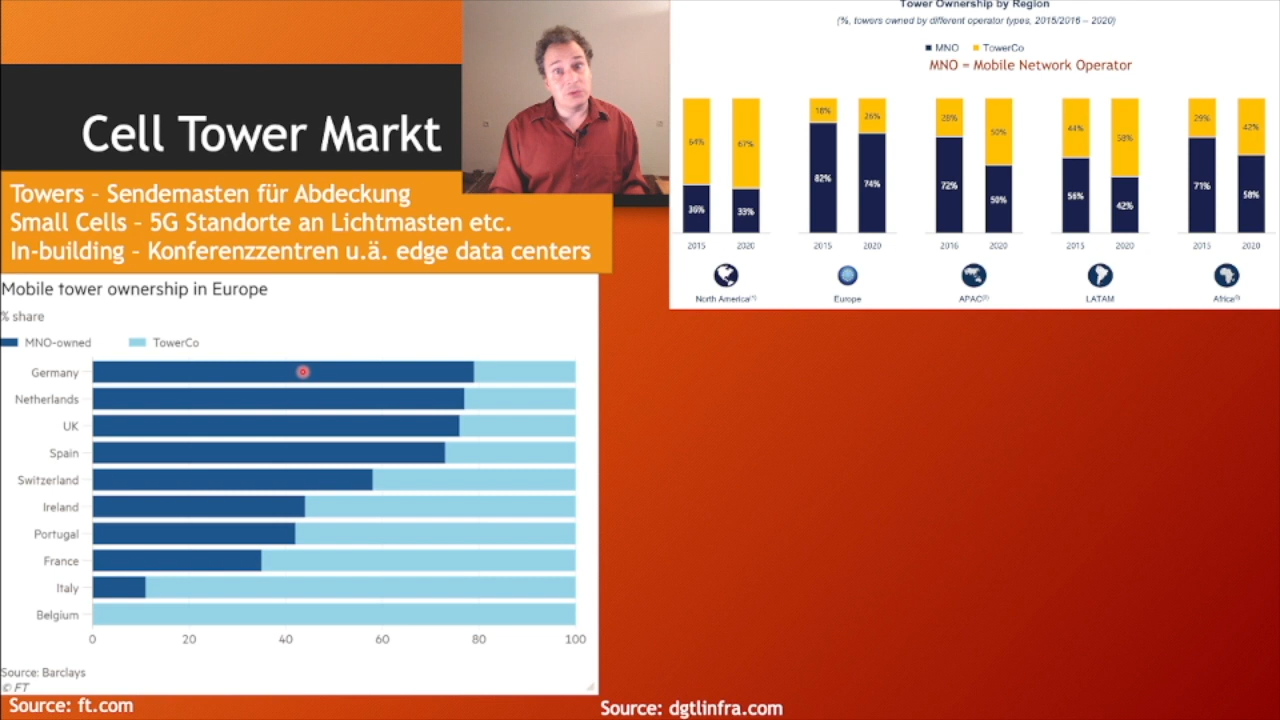 Cell Tower Markt
Towers – Sendemasten für Abdeckung
Small Cells – 5G Standorte an Lichtmasten etc.
In-building – Konferenzzentren u.ä. edge data centers
Mobile tower ownership in Europe
% share
MNO-owned TowerCo
Germany
Netherlands
UK
Spain
Switzerland
Ireland
Portugal
France
Italy
Belgium
0 20 40 60 80 100
Source: Barclays
© FT
Source: ft.com
Tower Ownership by Region
(%, towers owned by different operator types, 2015/2016 – 2020)
MNO TowerCo
MNO = Mobile Network Operator
64% 67% 18% 26% 28% 50% 44% 58% 29% 42%
36% 33% 82% 74% 72% 50% 56% 42% 71% 58%
2015 2020 2015 2020 2016 2020 2015 2020 2015 2020
North America Europe APAC LATAM Africa
Source: dgtlinfra.com